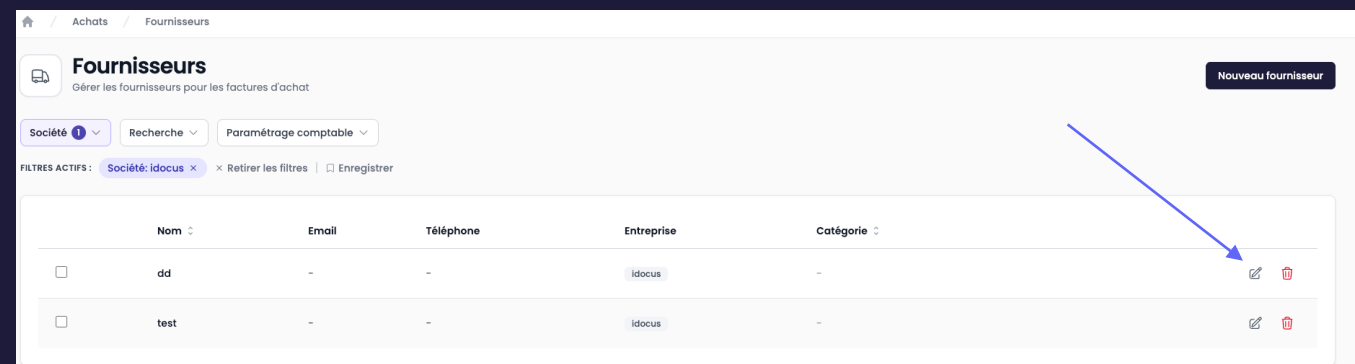 Achats / Fournisseurs
Fournisseurs
Gérer les fournisseurs pour les factures d'achat
Nouveau fournisseur
Société 1 Recherche Paramétrage comptable
FILTRES ACTIFS : Société: idocus × × Retirer les filtres | Enregistrer
Nom Email Téléphone Entreprise Catégorie
dd - - idocus -
test - - idocus -